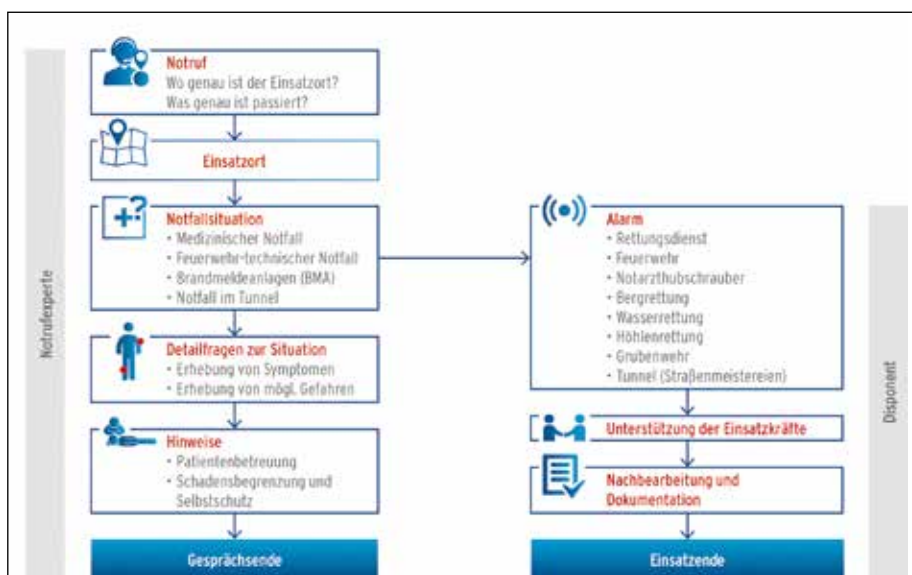 Notrufexperte
Notruf
Wo genau ist der Einsatzort?
Was genau ist passiert?
Einsatzort
Notfallsituation
• Medizinischer Notfall
• Feuerwehr-technischer Notfall
• Brandmeldeanlagen (BMA)
• Notfall im Tunnel
Detailfragen zur Situation
• Erhebung von Symptomen
• Erhebung von mögl. Gefahren
Hinweise
• Patientenbetreuung
• Schadensbegrenzung und
Selbstschutz
Gesprächsende
Alarm
• Rettungsdienst
• Feuerwehr
• Notarzthubschrauber
• Bergrettung
• Wasserrettung
• Höhlenrettung
• Grubenwehr
• Tunnel (Straßenmeistereien)
Unterstützung der Einsatzkräfte
Nachbearbeitung und
Dokumentation
Einsatzende
Disponent